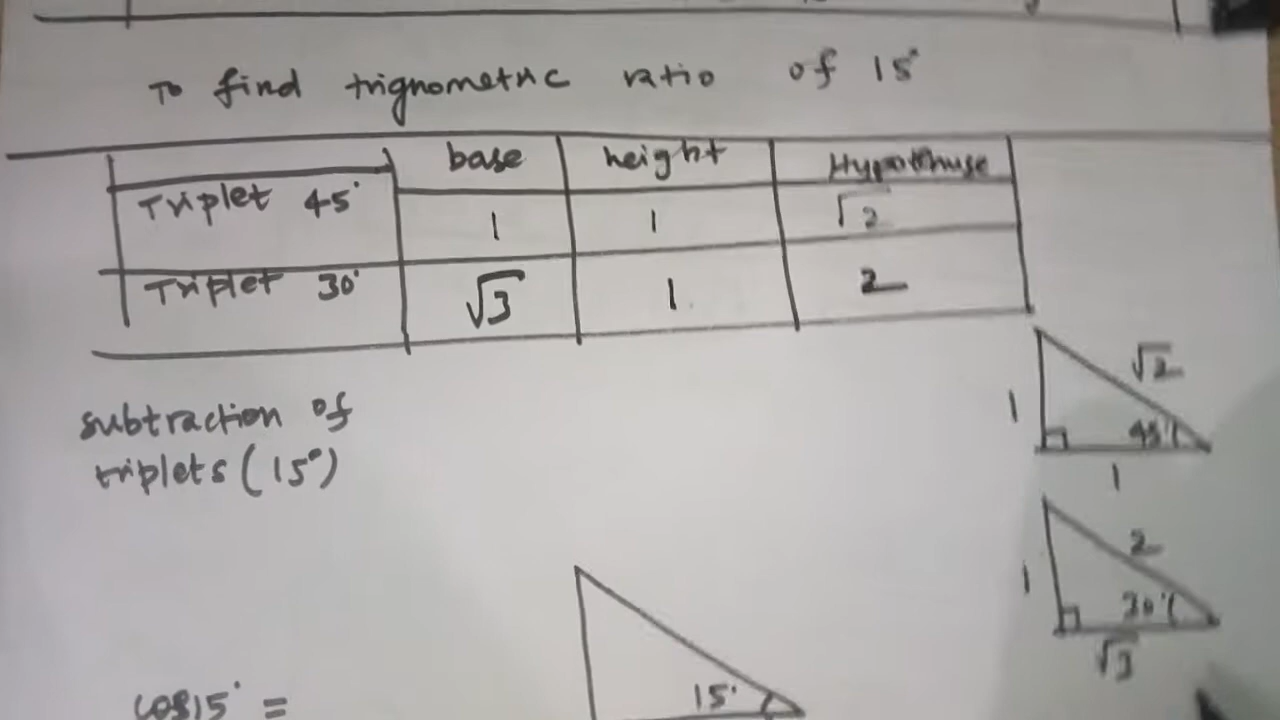 To find trignometric ratio of 15°
base height Hypotenuse
Triplet 45° 1 1 √2
Triplet 30° √3 1 2
subtraction of
triplets (15°)
√2
1
45°
1
2
1
30°
√3
15°
cos15° =